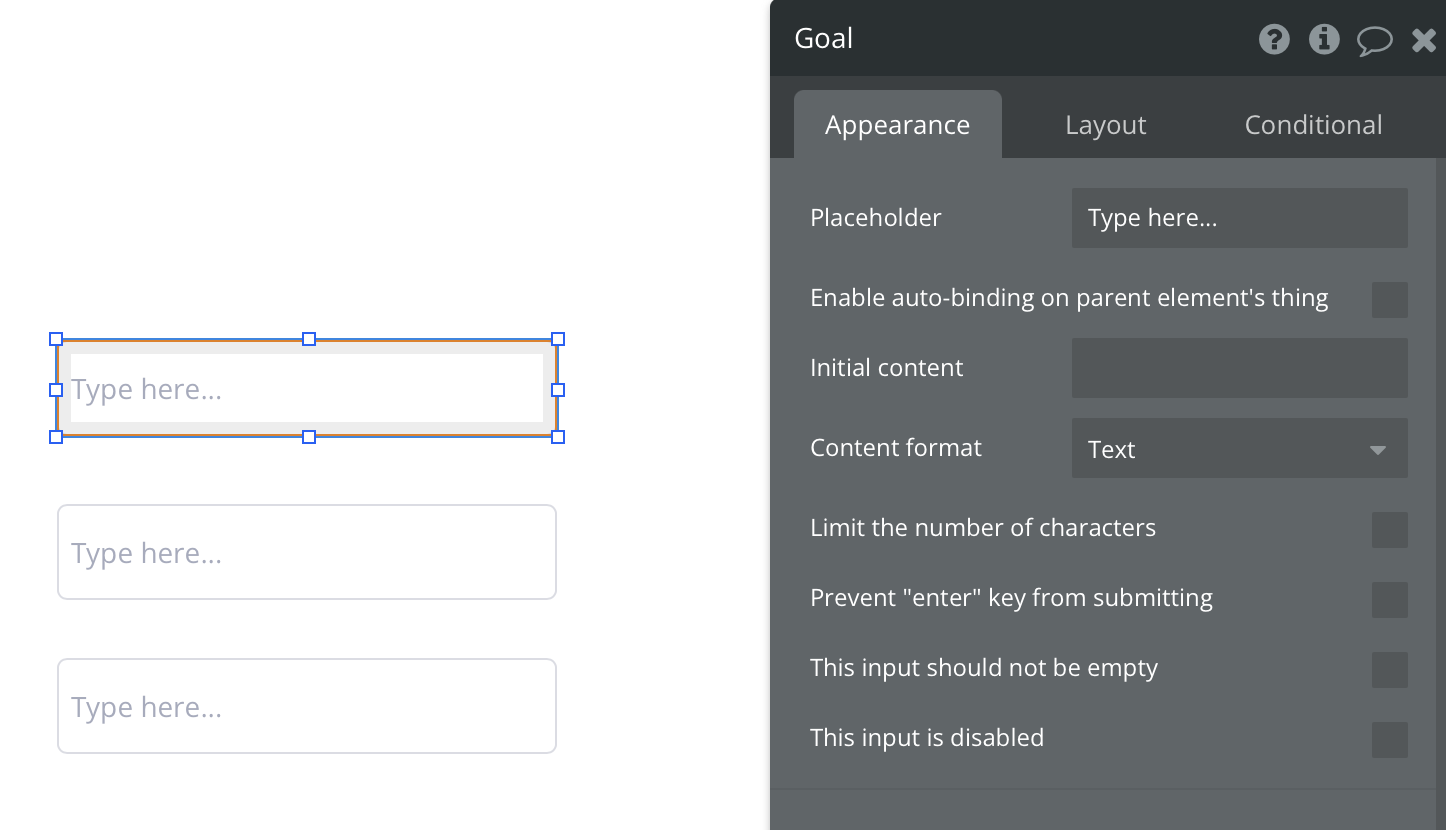 Goal
Appearance Layout Conditional
Placeholder Type here...
Enable auto-binding on parent element's thing
Initial content
Content format Text
Limit the number of characters
Prevent "enter" key from submitting
This input should not be empty
This input is disabled
Type here...
Type here...
Type here...